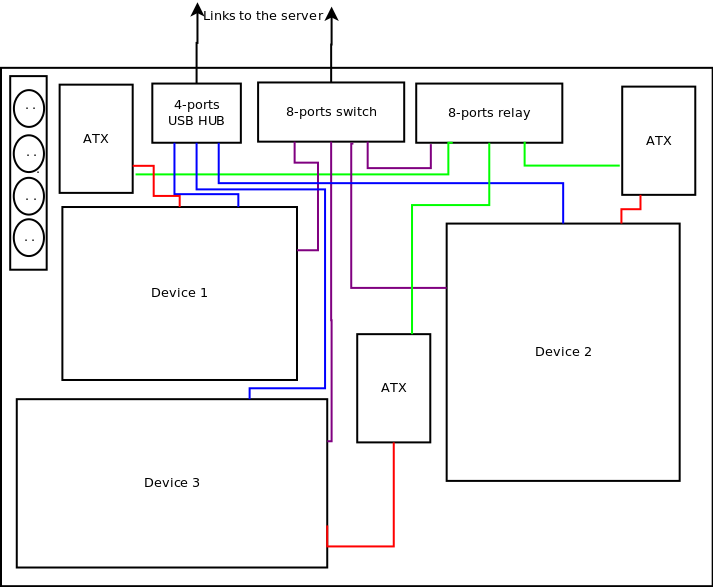 Links to the server
4-ports
USB HUB
8-ports switch
8-ports relay
ATX
ATX
Device 1
Device 2
ATX
Device 3